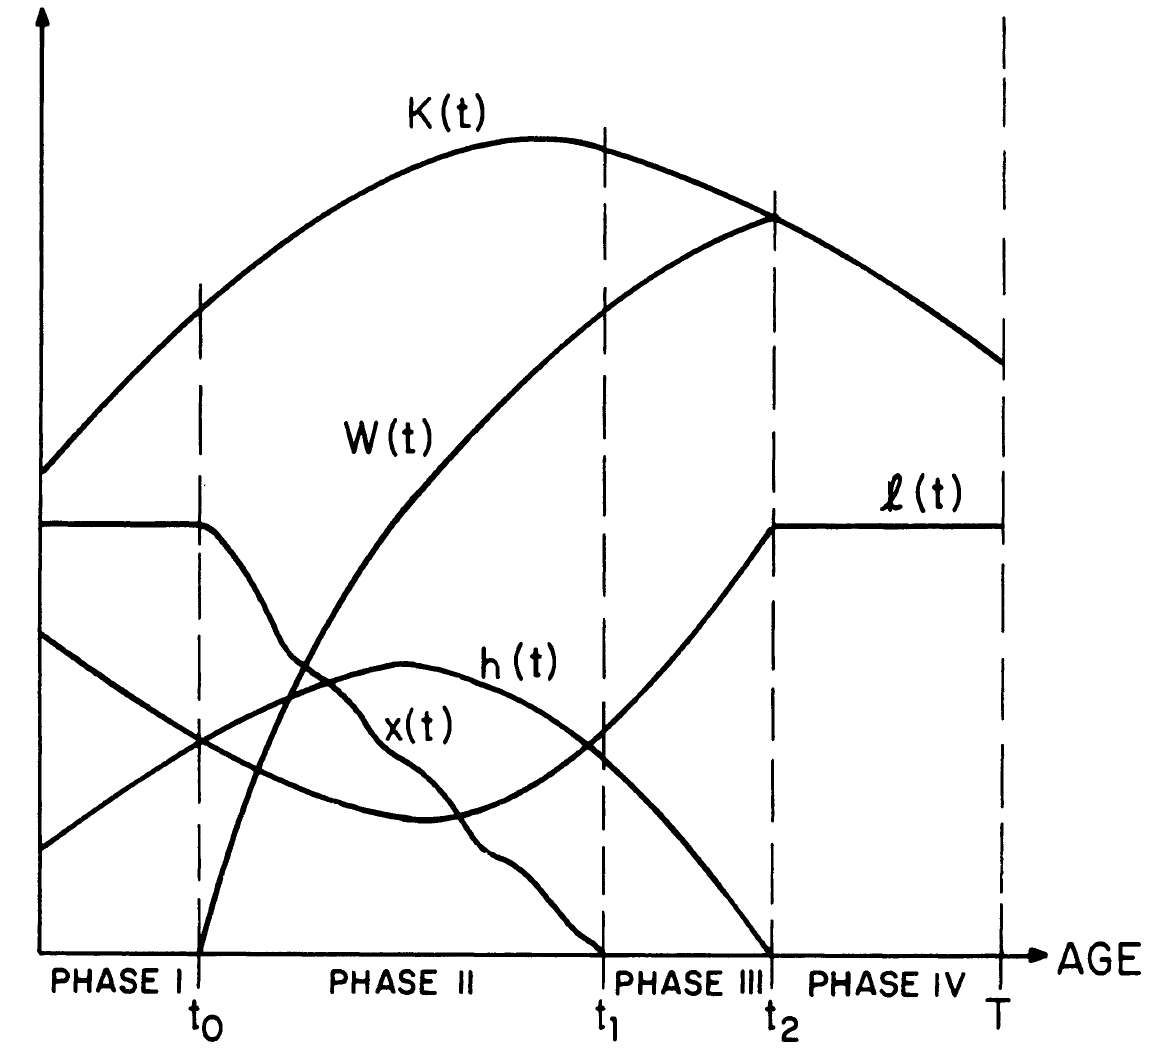 K(t)
W(t)
ℓ(t)
h(t)
x(t)
AGE
PHASE I
PHASE II
PHASE III
PHASE IV
t0
t1
t2
T